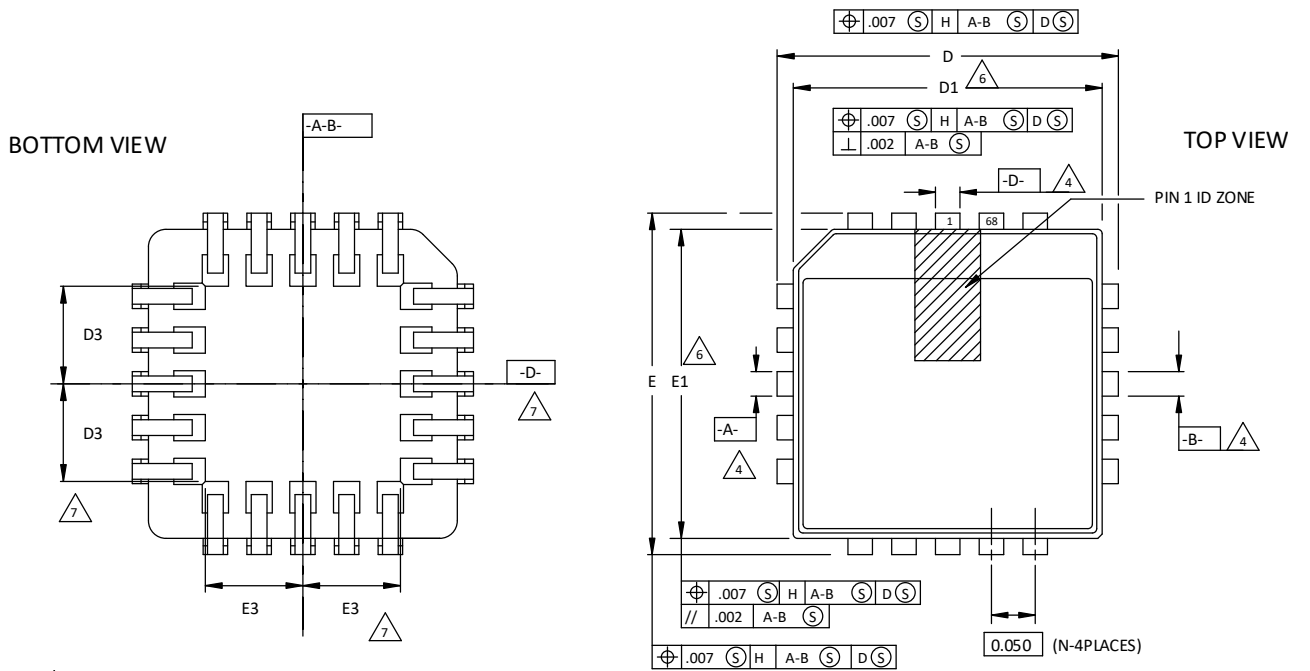 BOTTOM VIEW
-A-B-
D3
D3
7
-D-
7
E3
E3
7
⌖ .007 Ⓢ H A-B Ⓢ D Ⓢ
D
D1
6
⌖ .007 Ⓢ H A-B Ⓢ D Ⓢ
⊥ .002 A-B Ⓢ
TOP VIEW
-D-
4
PIN 1 ID ZONE
1
68
E
E1
6
-A-
4
-B-
4
⌖ .007 Ⓢ H A-B Ⓢ D Ⓢ
// .002 A-B Ⓢ
0.050 (N-4PLACES)
⌖ .007 Ⓢ H A-B Ⓢ D Ⓢ